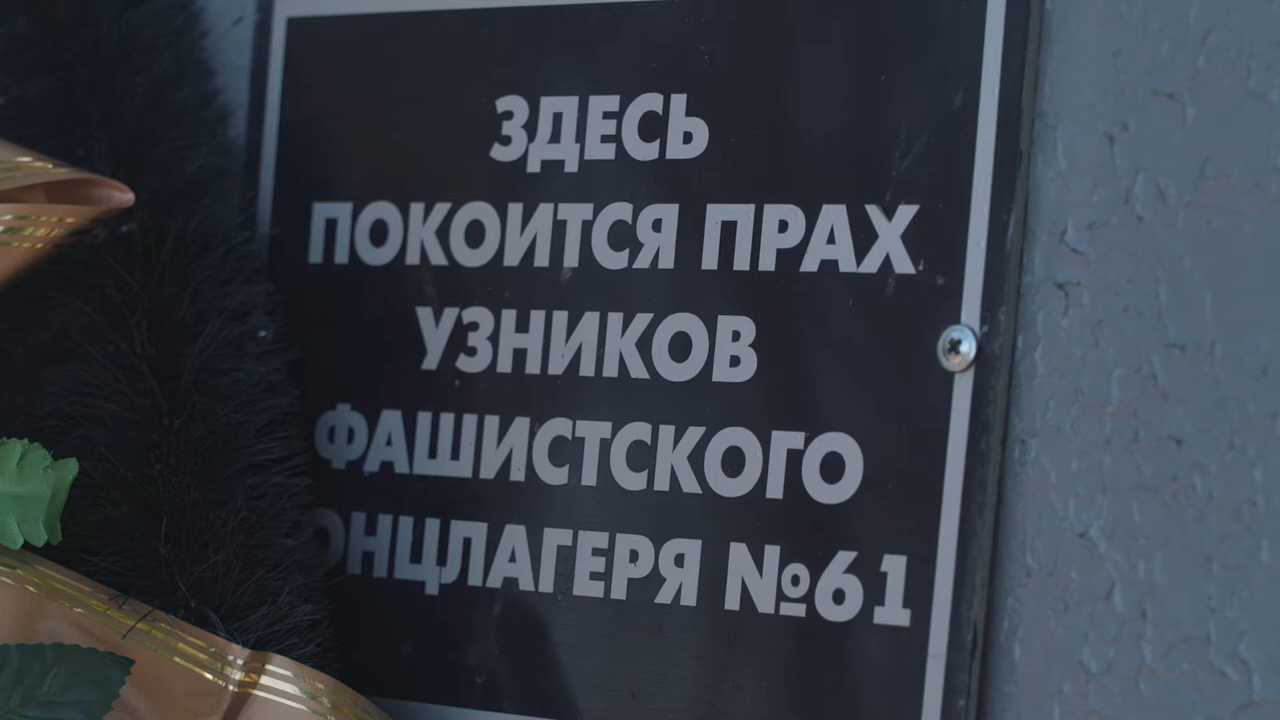 ЗДЕСЬ
ПОКОИТСЯ ПРАХ
УЗНИКОВ
ФАШИСТСКОГО
ОНЦЛАГЕРЯ №61